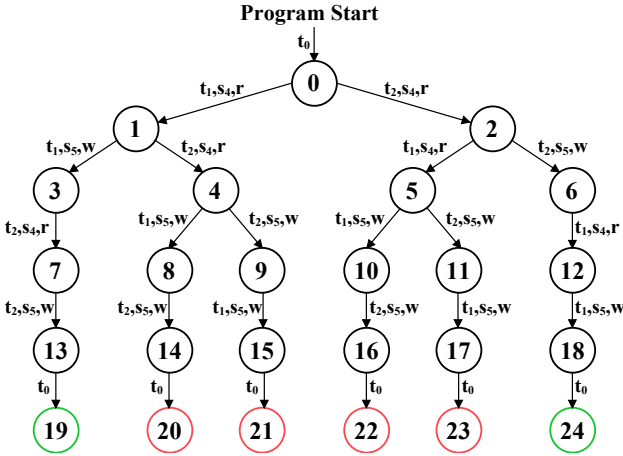 Program Start
t₀
0
t₁,s₄,r t₂,s₄,r
1 2
t₁,s₅,w t₂,s₄,r t₁,s₄,r t₂,s₅,w
3 4 5 6
t₂,s₄,r t₁,s₅,w t₂,s₅,w t₁,s₅,w t₂,s₅,w t₁,s₄,r
7 8 9 10 11 12
t₂,s₅,w t₂,s₅,w t₁,s₅,w t₂,s₅,w t₁,s₅,w t₁,s₅,w
13 14 15 16 17 18
t₀ t₀ t₀ t₀ t₀ t₀
19 20 21 22 23 24